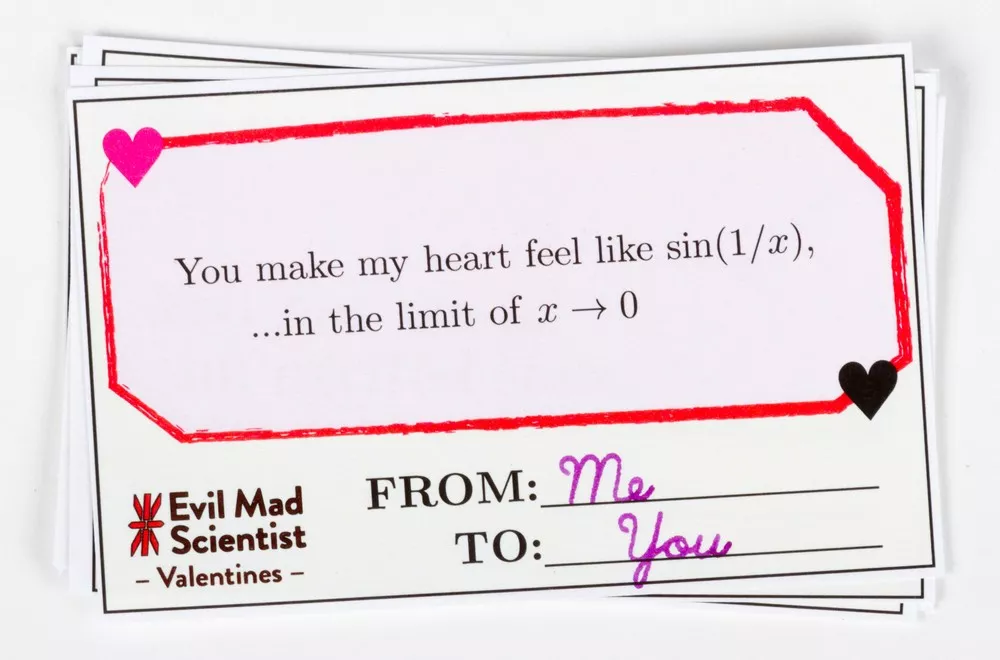 You make my heart feel like sin(1/x),
...in the limit of x → 0
FROM: Me
TO: You
Evil Mad
Scientist
– Valentines –